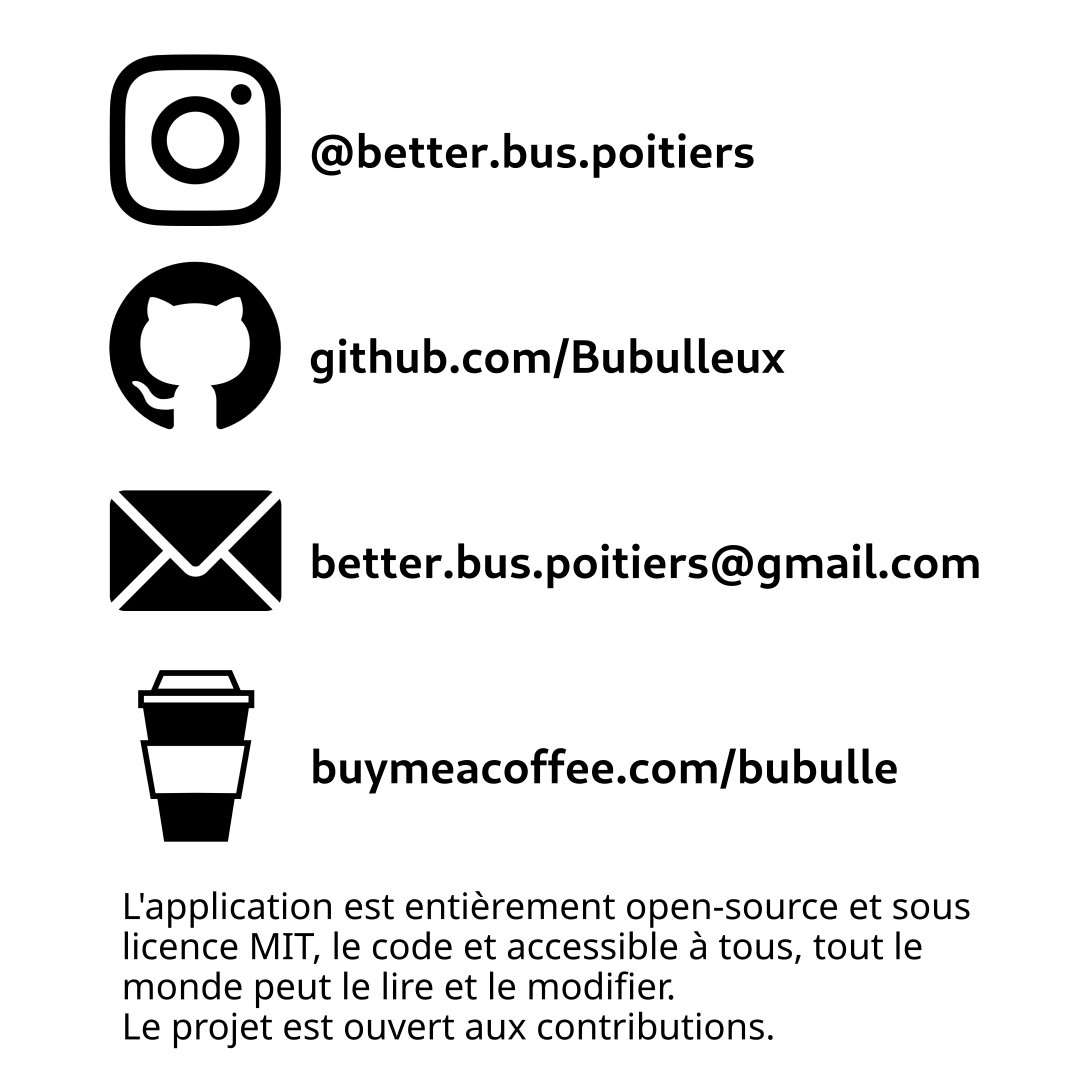 @better.bus.poitiers
github.com/Bubulleux
better.bus.poitiers@gmail.com
buymeacoffee.com/bubulle
L'application est entièrement open-source et sous
licence MIT, le code et accessible à tous, tout le
monde peut le lire et le modifier.
Le projet est ouvert aux contributions.